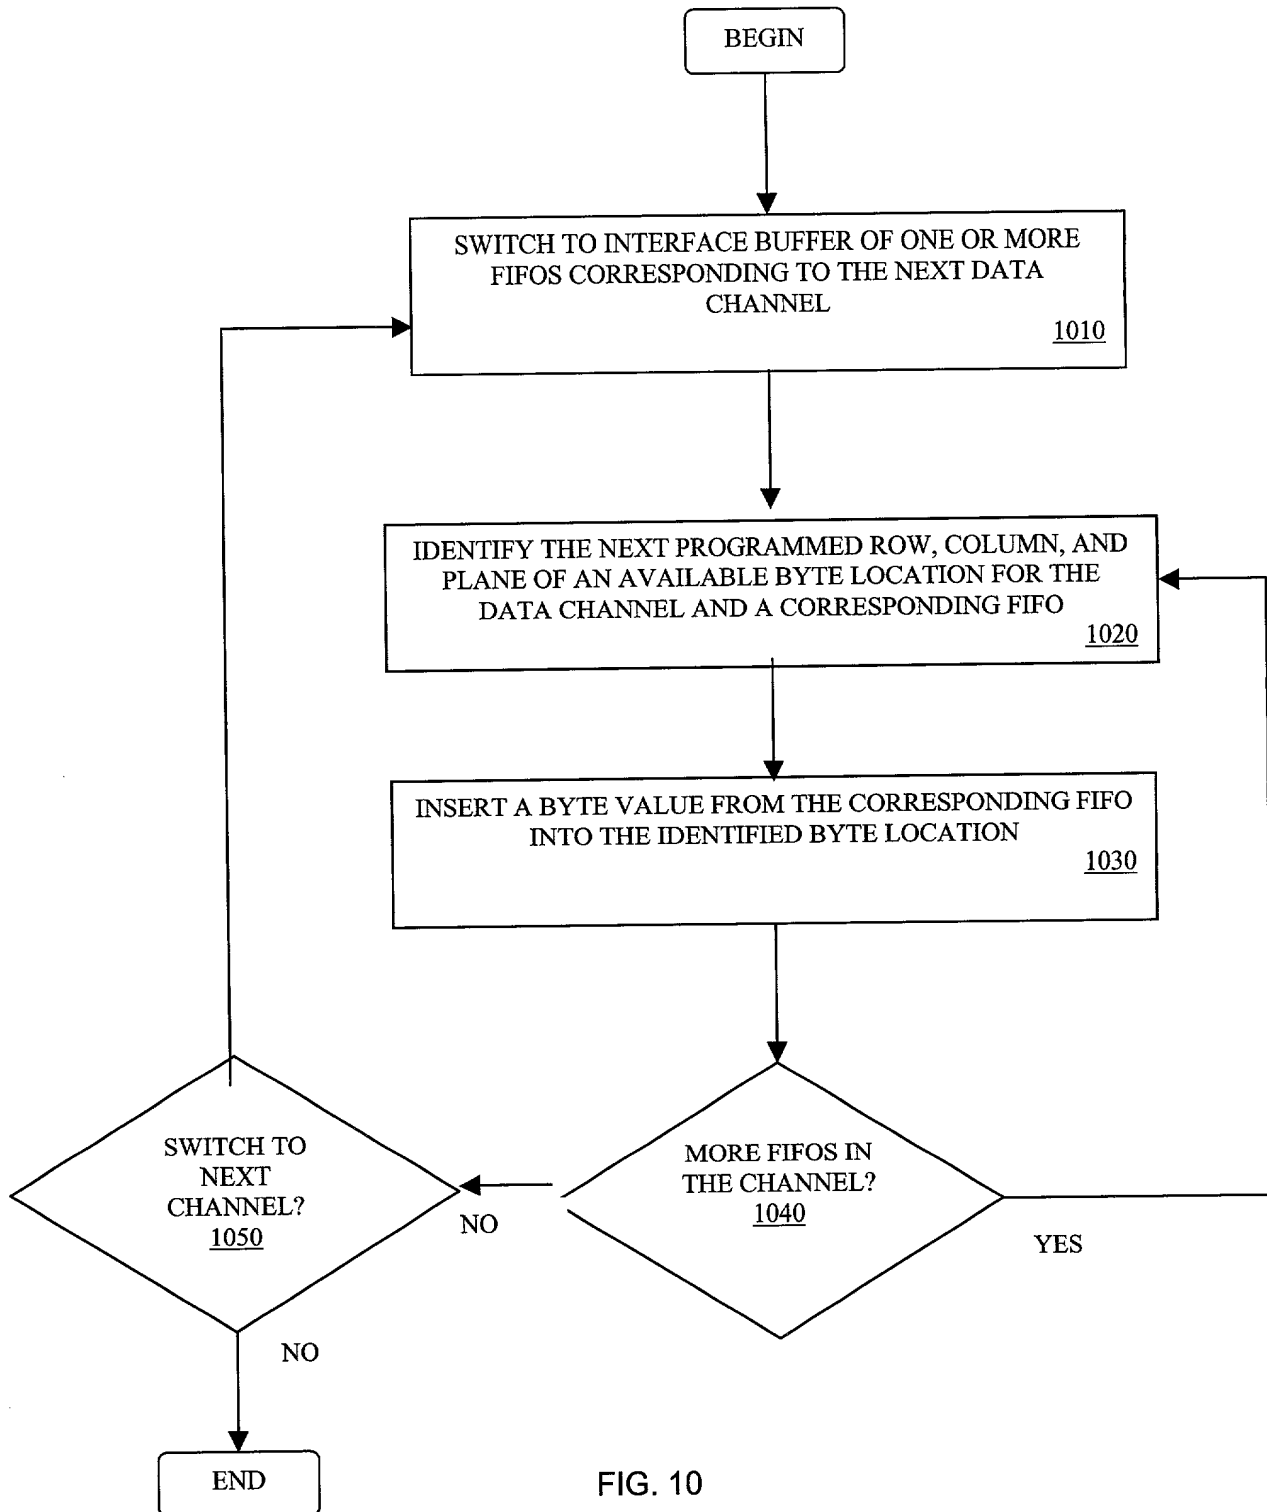 BEGIN
SWITCH TO INTERFACE BUFFER OF ONE OR MORE
FIFOS CORRESPONDING TO THE NEXT DATA
CHANNEL
1010
IDENTIFY THE NEXT PROGRAMMED ROW, COLUMN, AND
PLANE OF AN AVAILABLE BYTE LOCATION FOR THE
DATA CHANNEL AND A CORRESPONDING FIFO
1020
INSERT A BYTE VALUE FROM THE CORRESPONDING FIFO
INTO THE IDENTIFIED BYTE LOCATION
1030
MORE FIFOS IN
THE CHANNEL?
1040
YES
NO
SWITCH TO
NEXT
CHANNEL?
1050
NO
END
FIG. 10